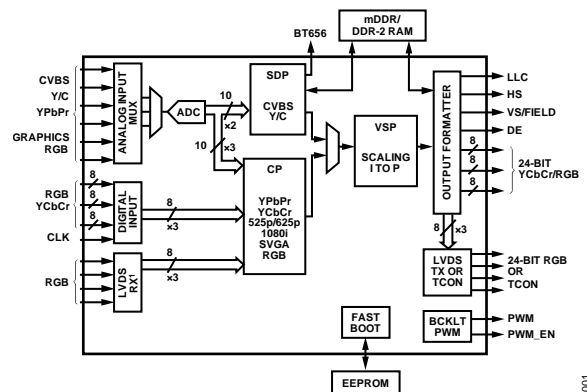 mDDR/
DDR-2 RAM
BT656
CVBS
Y/C
YPbPr
GRAPHICS
RGB
ANALOG INPUT
MUX
ADC
10
×2
10
×3
SDP
CVBS
Y/C
CP
YPbPr
YCbCr
525p/625p
1080i
SVGA
RGB
VSP
SCALING
I TO P
OUTPUT FORMATTER
LLC
HS
VS/FIELD
DE
8
8
8
24-BIT
YCbCr/RGB
RGB
YCbCr
8
8
8
CLK
DIGITAL
INPUT
8
×3
RGB
LVDS
RX1
8
×3
8
×3
LVDS
TX OR
TCON
24-BIT RGB
OR
TCON
FAST
BOOT
BCKLT
PWM
PWM
PWM_EN
EEPROM
001